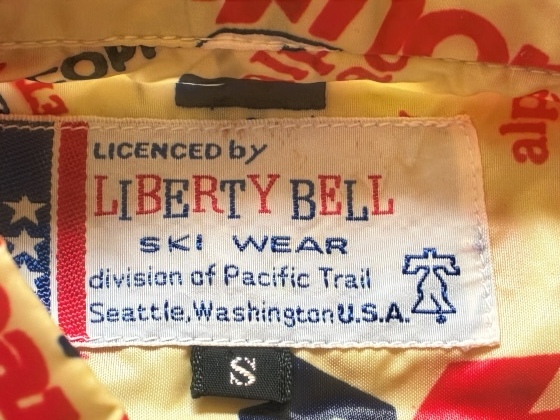 LICENCED by
LIBERTY BELL
SKI WEAR
division of Pacific Trail
Seattle, Washington U.S.A.
S